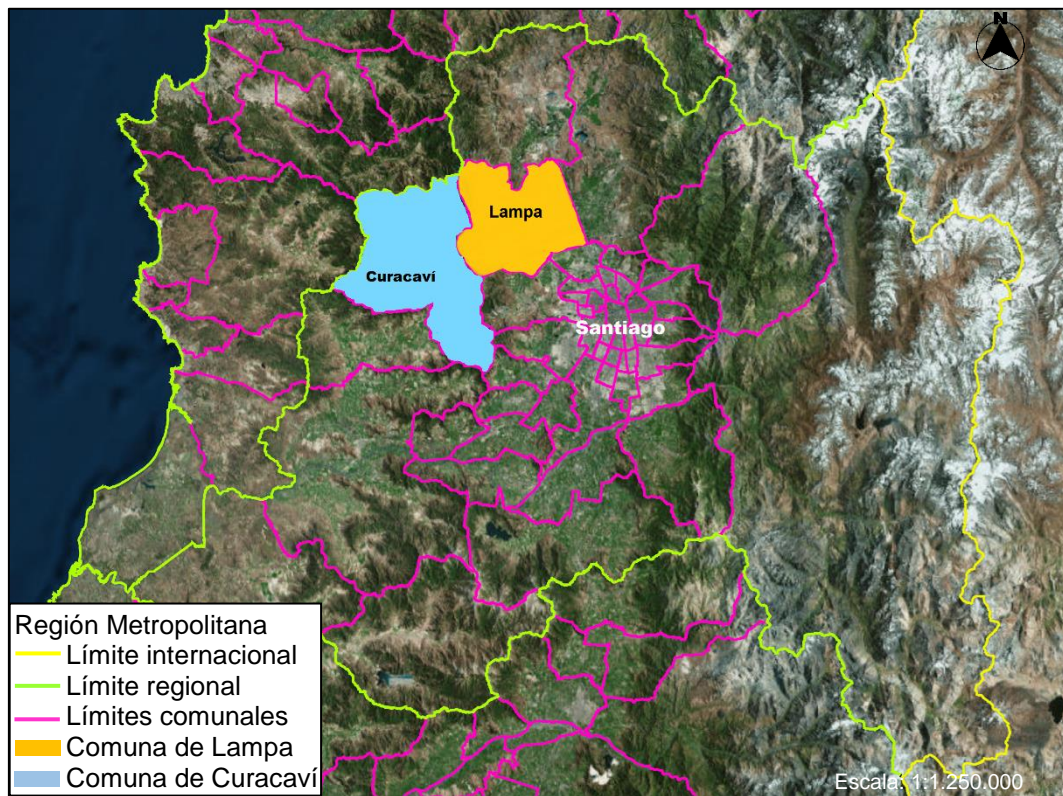 N
Lampa
Curacaví
Santiago
Región Metropolitana
Límite internacional
Límite regional
Límites comunales
Comuna de Lampa
Comuna de Curacaví
Escala: 1:1.250.000